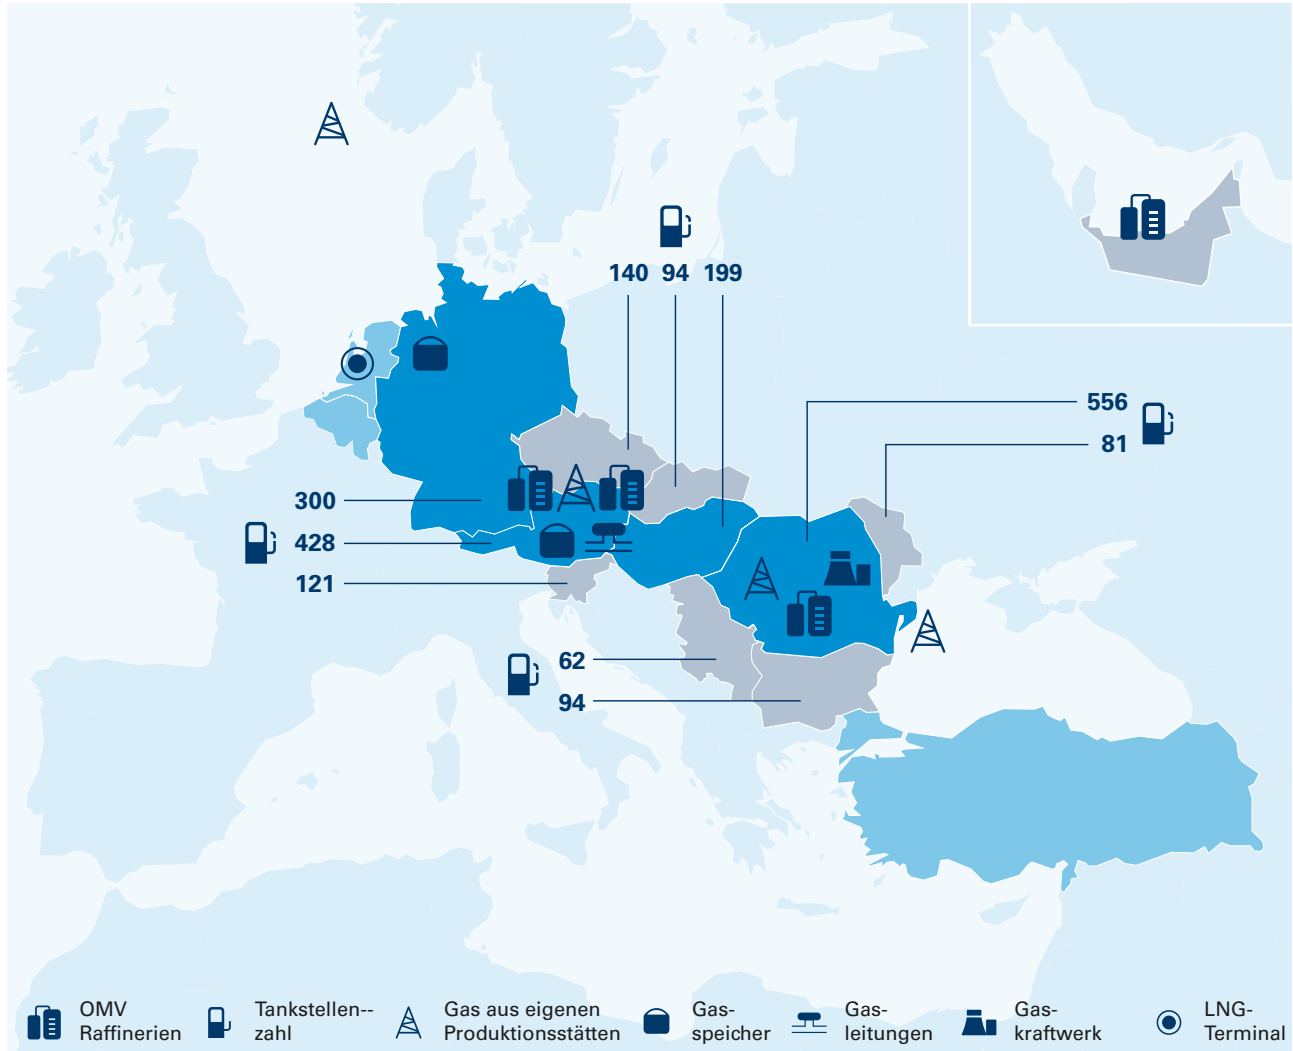 140 94 199
556
81
300
428
121
62
94
OMV
Raffinerien
Tankstellen--
zahl
Gas aus eigenen
Produktionsstätten
Gas-
speicher
Gas-
leitungen
Gas-
kraftwerk
LNG-
Terminal